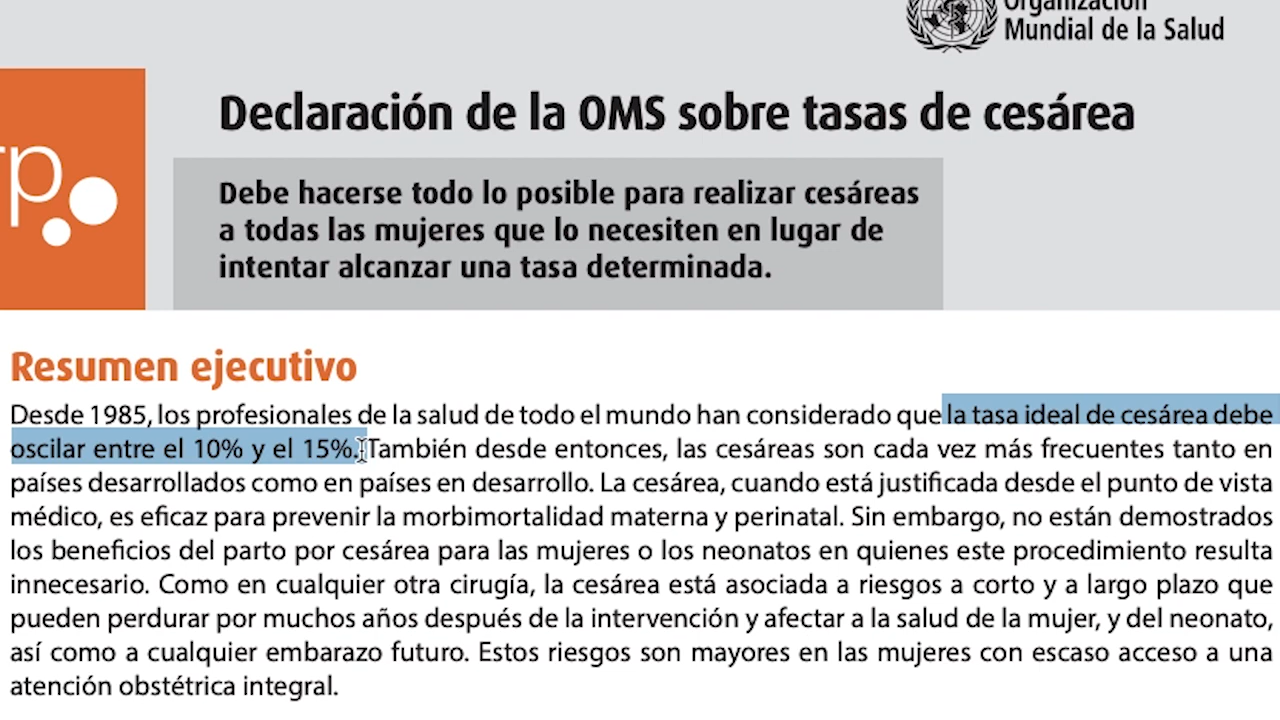 Organización
Mundial de la Salud
rp
Declaración de la OMS sobre tasas de cesárea
Debe hacerse todo lo posible para realizar cesáreas
a todas las mujeres que lo necesiten en lugar de
intentar alcanzar una tasa determinada.
Resumen ejecutivo
Desde 1985, los profesionales de la salud de todo el mundo han considerado que la tasa ideal de cesárea debe
oscilar entre el 10% y el 15%. También desde entonces, las cesáreas son cada vez más frecuentes tanto en
países desarrollados como en países en desarrollo. La cesárea, cuando está justificada desde el punto de vista
médico, es eficaz para prevenir la morbimortalidad materna y perinatal. Sin embargo, no están demostrados
los beneficios del parto por cesárea para las mujeres o los neonatos en quienes este procedimiento resulta
innecesario. Como en cualquier otra cirugía, la cesárea está asociada a riesgos a corto y a largo plazo que
pueden perdurar por muchos años después de la intervención y afectar a la salud de la mujer, y del neonato,
así como a cualquier embarazo futuro. Estos riesgos son mayores en las mujeres con escaso acceso a una
atención obstétrica integral.